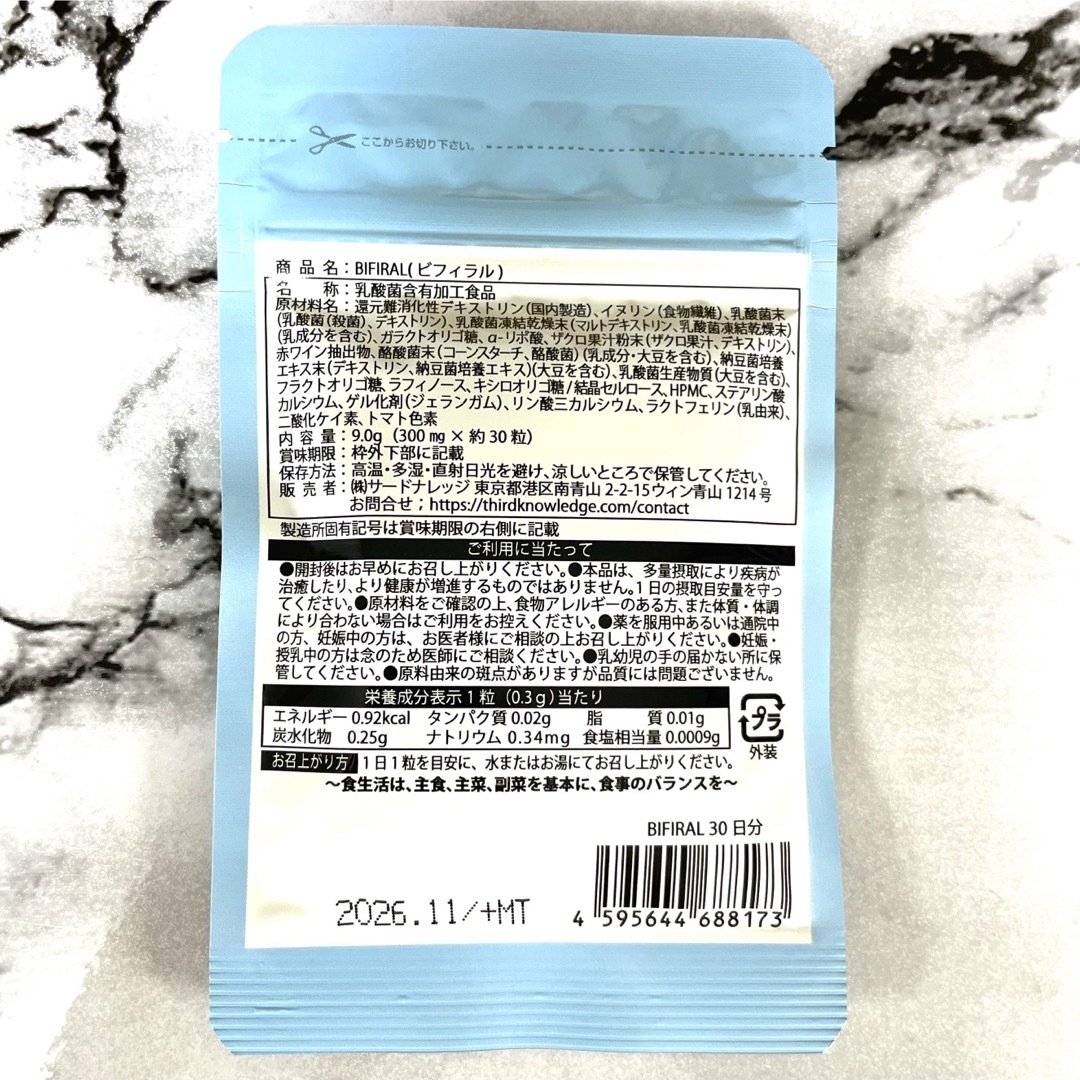 ここからお切り下さい。
商品名：BIFIRAL(ビフィラル)
名称：乳酸菌含有加工食品
原材料名：還元難消化性デキストリン(国内製造)、イヌリン(食物繊維)、乳酸菌末
(乳酸菌(殺菌)、デキストリン)、乳酸菌凍結乾燥末(マルトデキストリン、乳酸菌凍結乾燥末)
(乳成分を含む)、ガラクトオリゴ糖、α-リポ酸、ザクロ果汁粉末(ザクロ果汁、デキストリン)、
赤ワイン抽出物、酪酸菌末(コーンスターチ、酪酸菌)(乳成分・大豆を含む)、納豆菌培養
エキス末(デキストリン、納豆菌培養エキス)(大豆を含む)、乳酸菌生産物質(大豆を含む)、
フラクトオリゴ糖、ラフィノース、キシロオリゴ糖/結晶セルロース、HPMC、ステアリン酸
カルシウム、ゲル化剤(ジェランガム)、リン酸三カルシウム、ラクトフェリン(乳由来)、
二酸化ケイ素、トマト色素
内容量：9.0g（300㎎×約30粒）
賞味期限：枠外下部に記載
保存方法：高温・多湿・直射日光を避け、涼しいところで保管してください。
販売者：㈱サードナレッジ 東京都港区南青山2-2-15ウィン青山1214号
お問合せ；https://thirdknowledge.com/contact
製造所固有記号は賞味期限の右側に記載
ご利用に当たって
●開封後はお早めにお召し上がりください。●本品は、多量摂取により疾病が
治癒したり、より健康が増進するものではありません。1日の摂取目安量を守っ
てください。●原材料をご確認の上、食物アレルギーのある方、また体質・体調
により合わない場合はご利用をお控えください。●薬を服用中あるいは通院中
の方、妊娠中の方は、お医者様にご相談の上お召し上がりください。●妊娠・
授乳中の方は念のため医師にご相談ください。●乳幼児の手の届かない所に保
管してください。●原料由来の斑点がありますが品質には問題ございません。
栄養成分表示1粒（0.3g)当たり
エネルギー 0.92kcal タンパク質 0.02g 脂質 0.01g
炭水化物 0.25g ナトリウム 0.34mg 食塩相当量 0.0009g
プラ
外装
お召上がり方 1日1粒を目安に、水またはお湯にてお召し上がりください。
～食生活は、主食、主菜、副菜を基本に、食事のバランスを～
BIFIRAL 30日分
2026.11/+MT
4 595644 688173